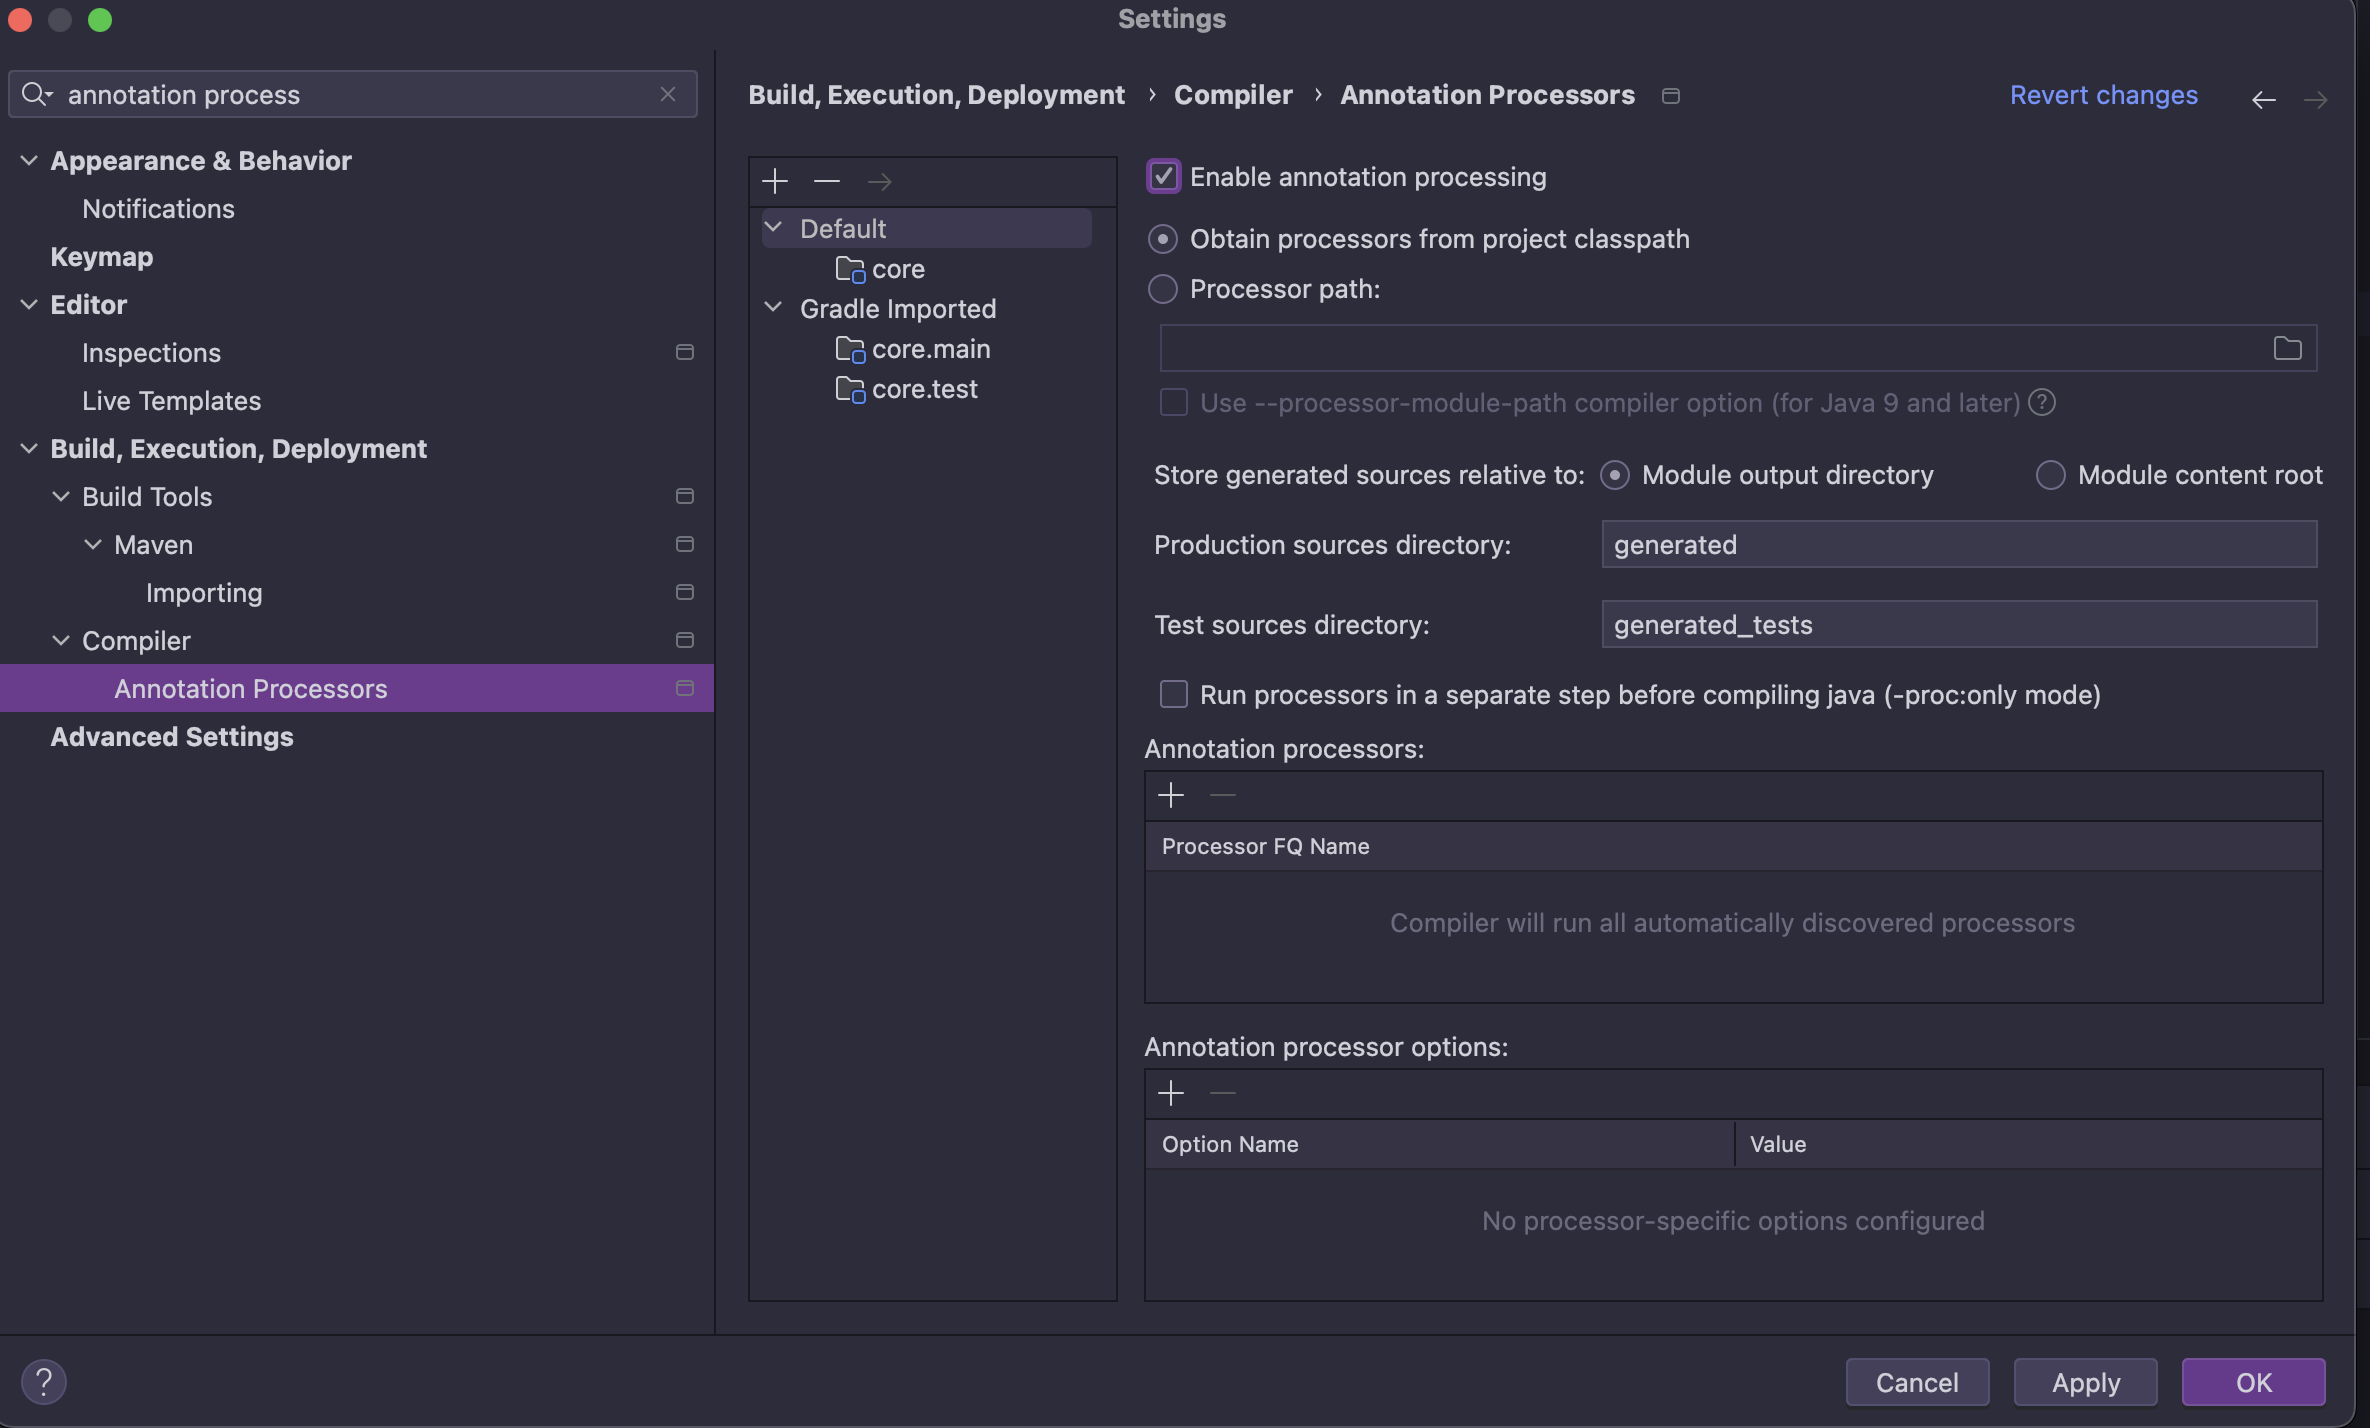 Settings
annotation process
Appearance & Behavior
Notifications
Keymap
Editor
Inspections
Live Templates
Build, Execution, Deployment
Build Tools
Maven
Importing
Compiler
Annotation Processors
Advanced Settings
Build, Execution, Deployment › Compiler › Annotation Processors
Revert changes
Default
core
Gradle Imported
core.main
core.test
Enable annotation processing
Obtain processors from project classpath
Processor path:
Use --processor-module-path compiler option (for Java 9 and later) ?
Store generated sources relative to: Module output directory Module content root
Production sources directory: generated
Test sources directory: generated_tests
Run processors in a separate step before compiling java (-proc:only mode)
Annotation processors:
Processor FQ Name
Compiler will run all automatically discovered processors
Annotation processor options:
Option Name Value
No processor-specific options configured
? Cancel Apply OK